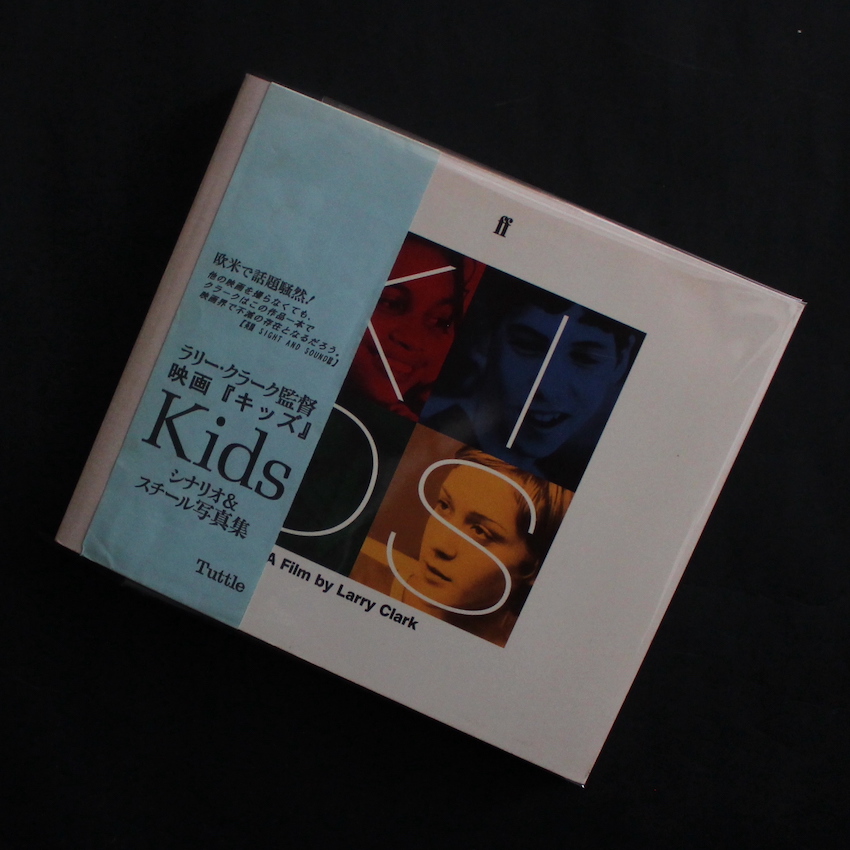 ff
KIDS
A Film by Larry Clark
欧米で話題騒然!
他の映画を撮らなくても、
クラークはこの作品一本で
映画界で不滅の存在となるだろう。
SIGHT AND SOUND
ラリー・クラーク監督
映画『キッズ』
Kids
シナリオ&
スチール写真集
Tuttle